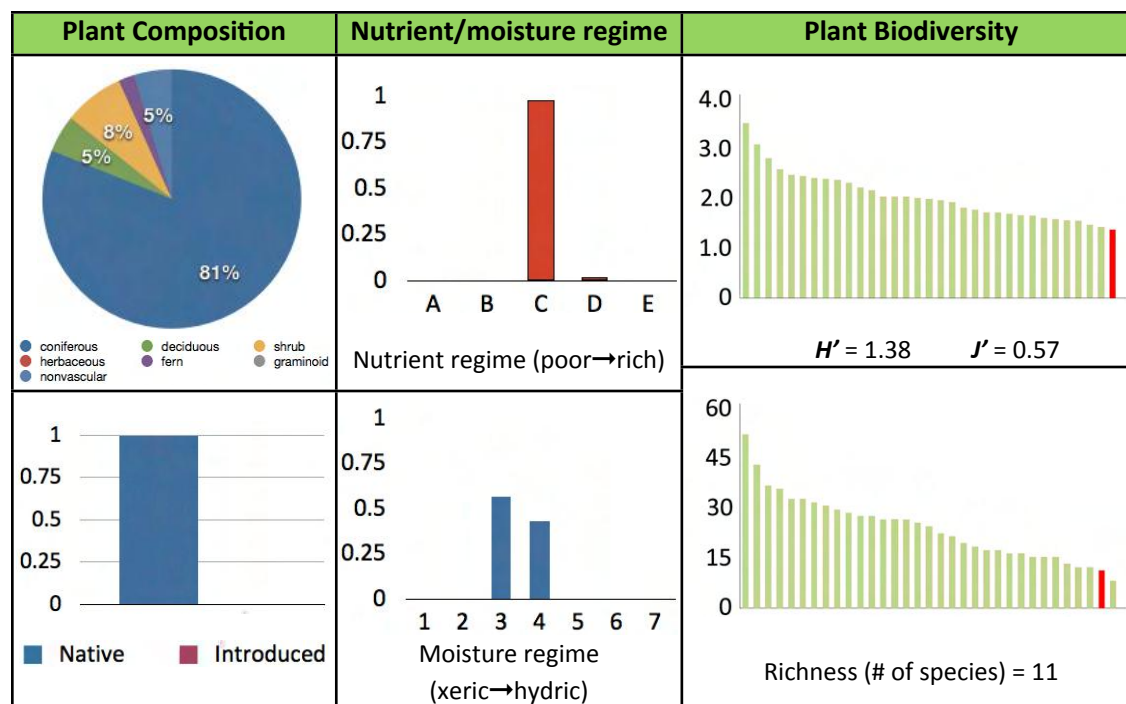 Plant Composition
Nutrient/moisture regime
Plant Biodiversity
5%
8%
5%
81%
coniferous
deciduous
shrub
herbaceous
fern
graminoid
nonvascular
1
0.75
0.5
0.25
0
A B C D E
Nutrient regime (poor→rich)
4.0
3.0
2.0
1.0
0
H’ = 1.38 J’ = 0.57
1
0.75
0.5
0.25
0
Native Introduced
1
0.75
0.5
0.25
0
1 2 3 4 5 6 7
Moisture regime
(xeric→hydric)
60
45
30
15
0
Richness (# of species) = 11